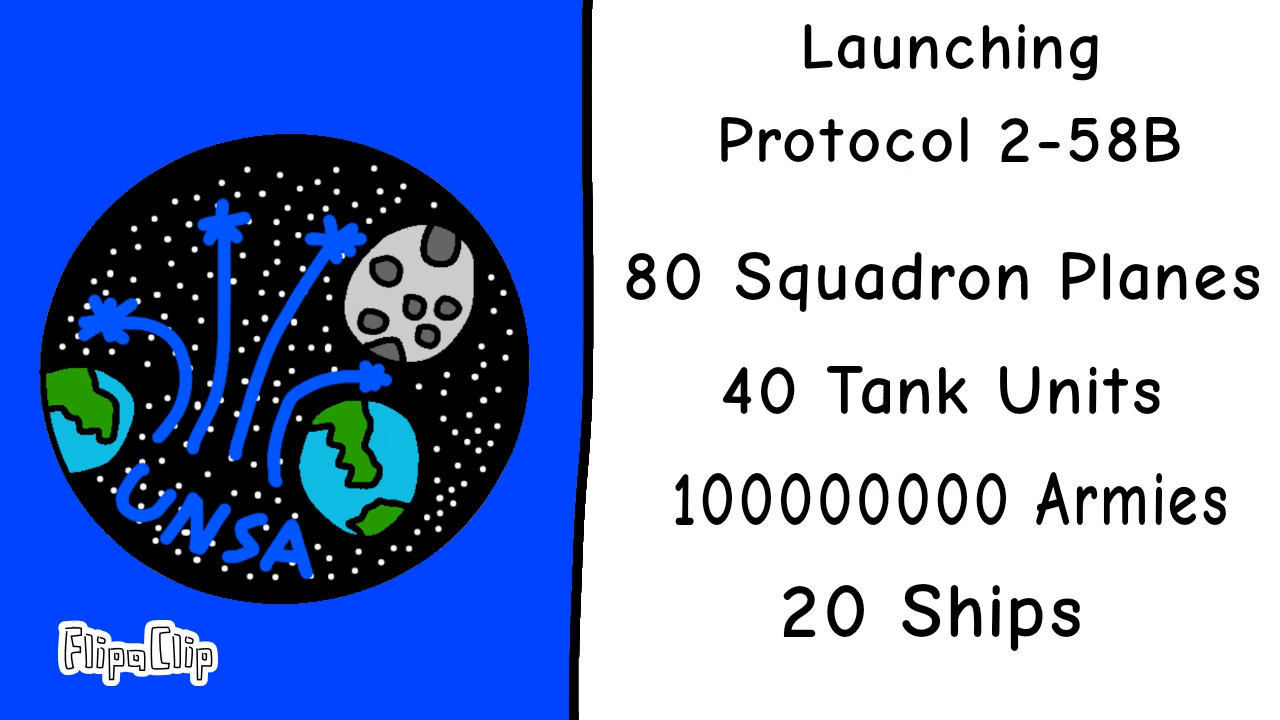 Launching
Protocol 2-58B
80 Squadron Planes
40 Tank Units
100000000 Armies
20 Ships
UNSA
FlipaClip